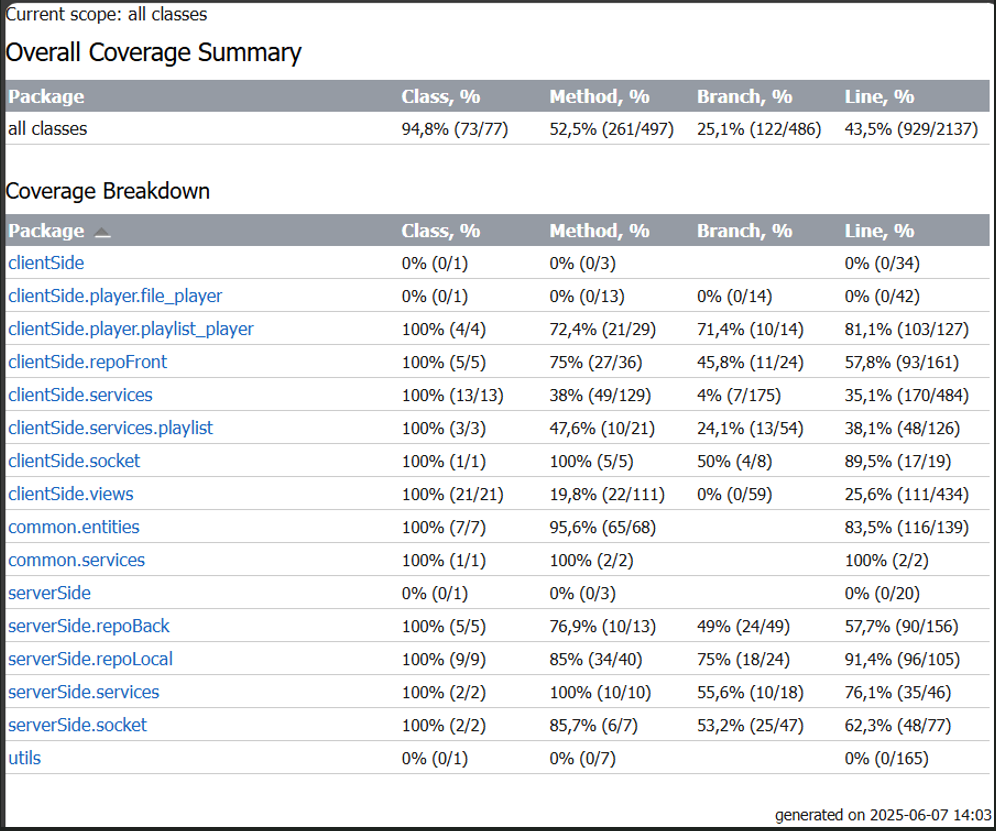 Current scope: all classes
Overall Coverage Summary
Package Class, % Method, % Branch, % Line, %
all classes 94,8% (73/77) 52,5% (261/497) 25,1% (122/486) 43,5% (929/2137)
Coverage Breakdown
Package Class, % Method, % Branch, % Line, %
clientSide 0% (0/1) 0% (0/3) 0% (0/34)
clientSide.player.file_player 0% (0/1) 0% (0/13) 0% (0/14) 0% (0/42)
clientSide.player.playlist_player 100% (4/4) 72,4% (21/29) 71,4% (10/14) 81,1% (103/127)
clientSide.repoFront 100% (5/5) 75% (27/36) 45,8% (11/24) 57,8% (93/161)
clientSide.services 100% (13/13) 38% (49/129) 4% (7/175) 35,1% (170/484)
clientSide.services.playlist 100% (3/3) 47,6% (10/21) 24,1% (13/54) 38,1% (48/126)
clientSide.socket 100% (1/1) 100% (5/5) 50% (4/8) 89,5% (17/19)
clientSide.views 100% (21/21) 19,8% (22/111) 0% (0/59) 25,6% (111/434)
common.entities 100% (7/7) 95,6% (65/68) 83,5% (116/139)
common.services 100% (1/1) 100% (2/2) 100% (2/2)
serverSide 0% (0/1) 0% (0/3) 0% (0/20)
serverSide.repoBack 100% (5/5) 76,9% (10/13) 49% (24/49) 57,7% (90/156)
serverSide.repoLocal 100% (9/9) 85% (34/40) 75% (18/24) 91,4% (96/105)
serverSide.services 100% (2/2) 100% (10/10) 55,6% (10/18) 76,1% (35/46)
serverSide.socket 100% (2/2) 85,7% (6/7) 53,2% (25/47) 62,3% (48/77)
utils 0% (0/1) 0% (0/7) 0% (0/165)
generated on 2025-06-07 14:03